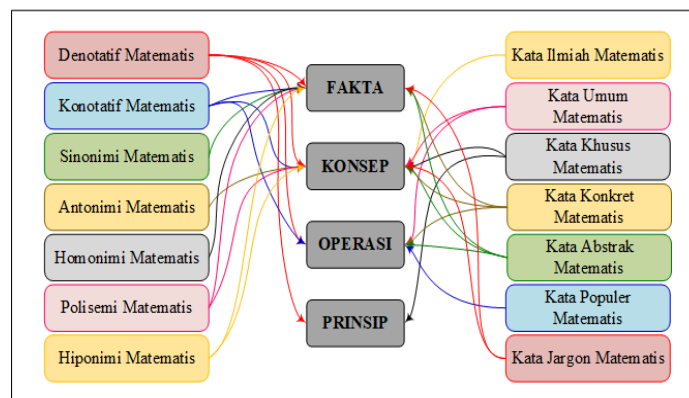 Denotatif Matematis
Konotatif Matematis
Sinonimi Matematis
Antonimi Matematis
Homonimi Matematis
Polisemi Matematis
Hiponimi Matematis
FAKTA
KONSEP
OPERASI
PRINSIP
Kata Ilmiah Matematis
Kata Umum
Matematis
Kata Khusus
Matematis
Kata Konkret
Matematis
Kata Abstrak
Matematis
Kata Populer
Matematis
Kata Jargon Matematis